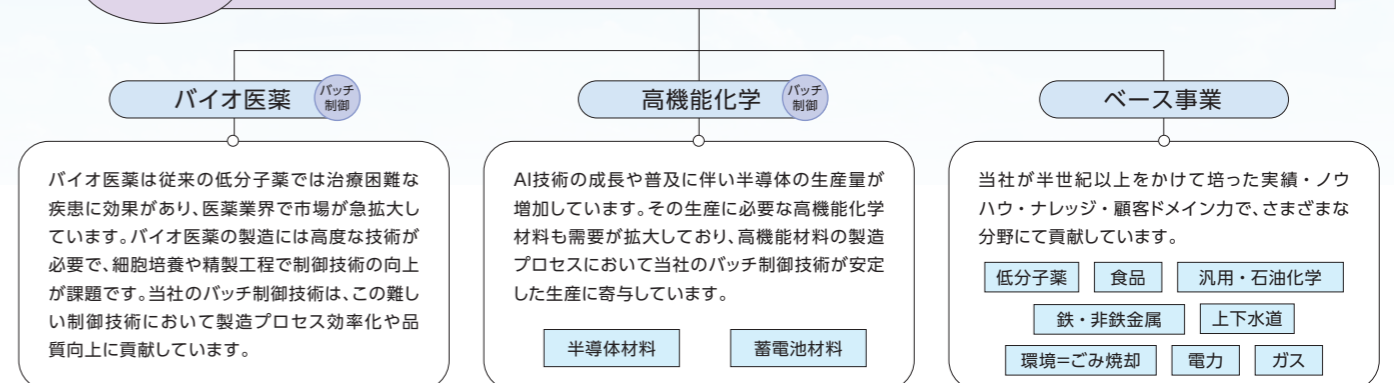 バイオ医薬
バッチ
制御
バイオ医薬は従来の低分子薬では治療困難な
疾患に効果があり、医薬業界で市場が急拡大し
ています。バイオ医薬の製造には高度な技術が
必要で、細胞培養や精製工程で制御技術の向上
が課題です。当社のバッチ制御技術は、この難し
い制御技術において製造プロセス効率化や品
質向上に貢献しています。
高機能化学
バッチ
制御
AI技術の成長や普及に伴い半導体の生産量が
増加しています。その生産に必要な高機能化学
材料も需要が拡大しており、高機能材料の製造
プロセスにおいて当社のバッチ制御技術が安定
した生産に寄与しています。
半導体材料
蓄電池材料
ベース事業
当社が半世紀以上をかけて培った実績・ノウ
ハウ・ナレッジ・顧客ドメイン力で、さまざまな
分野にて貢献しています。
低分子薬
食品
汎用・石油化学
鉄・非鉄金属
上下水道
環境=ごみ焼却
電力
ガス